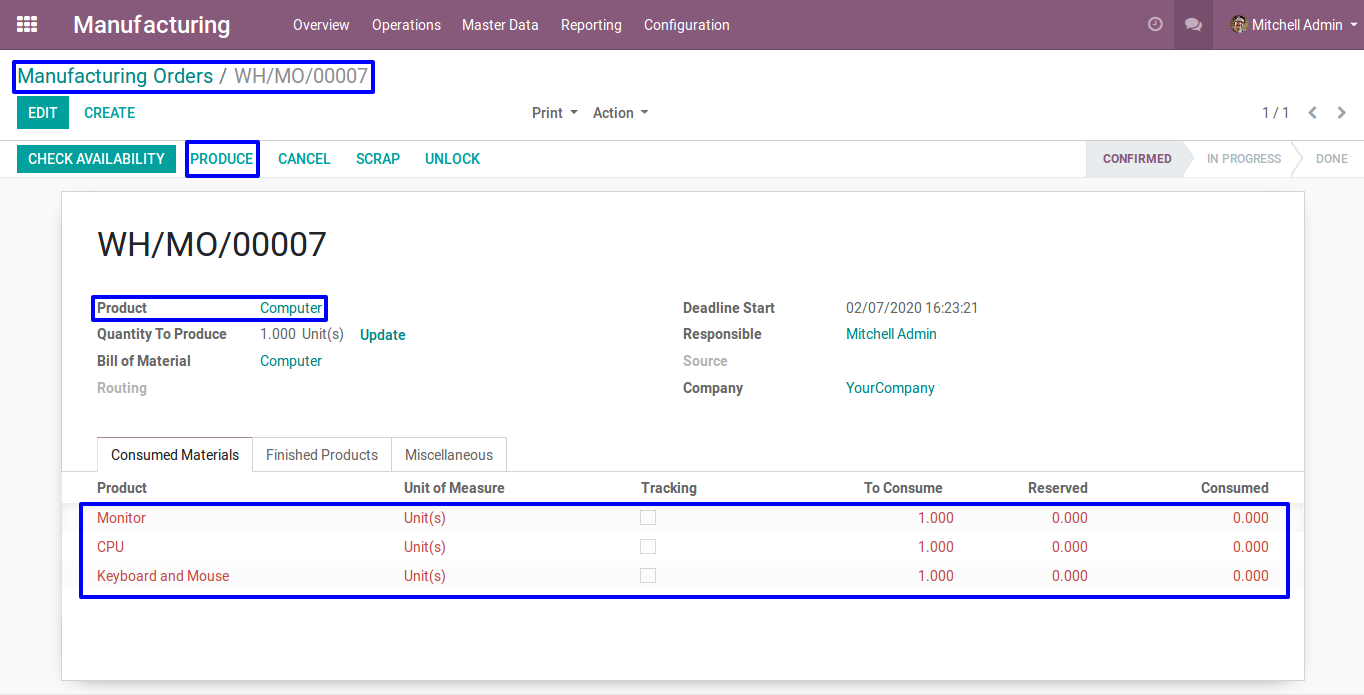 Manufacturing Overview Operations Master Data Reporting Configuration Mitchell Admin
Manufacturing Orders / WH/MO/00007
EDIT CREATE Print Action 1 / 1
CHECK AVAILABILITY PRODUCE CANCEL SCRAP UNLOCK CONFIRMED IN PROGRESS DONE
WH/MO/00007
Product Computer Deadline Start 02/07/2020 16:23:21
Quantity To Produce 1.000 Unit(s) Update Responsible Mitchell Admin
Bill of Material Computer Source
Routing Company YourCompany
Consumed Materials Finished Products Miscellaneous
Product Unit of Measure Tracking To Consume Reserved Consumed
Monitor Unit(s) 1.000 0.000 0.000
CPU Unit(s) 1.000 0.000 0.000
Keyboard and Mouse Unit(s) 1.000 0.000 0.000